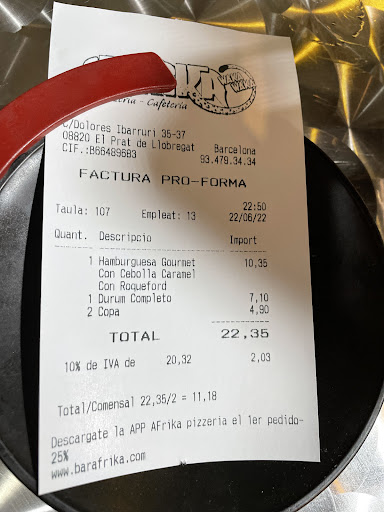 WAKA WAKA
- Cafetería
C/Dolores Ibarruri 35-37
08820 El Prat de Llobregat Barcelona
CIF.:B66489683 93.479.34.34
FACTURA PRO-FORMA
22:50
Taula: 107 Empleat: 13 22/06/22
Quant. Descripcio Import
1 Hamburguesa Gourmet 10,35
Con Cebolla Caramel
Con Roqueford
1 Durum Completo 7,10
2 Copa 4,90
TOTAL 22,35
10% de IVA de 20,32 2,03
Total/Comensal 22,35/2 = 11,18
Descargate la APP AFrika pizzeria el 1er pedido-
25%
www.barafrika.com